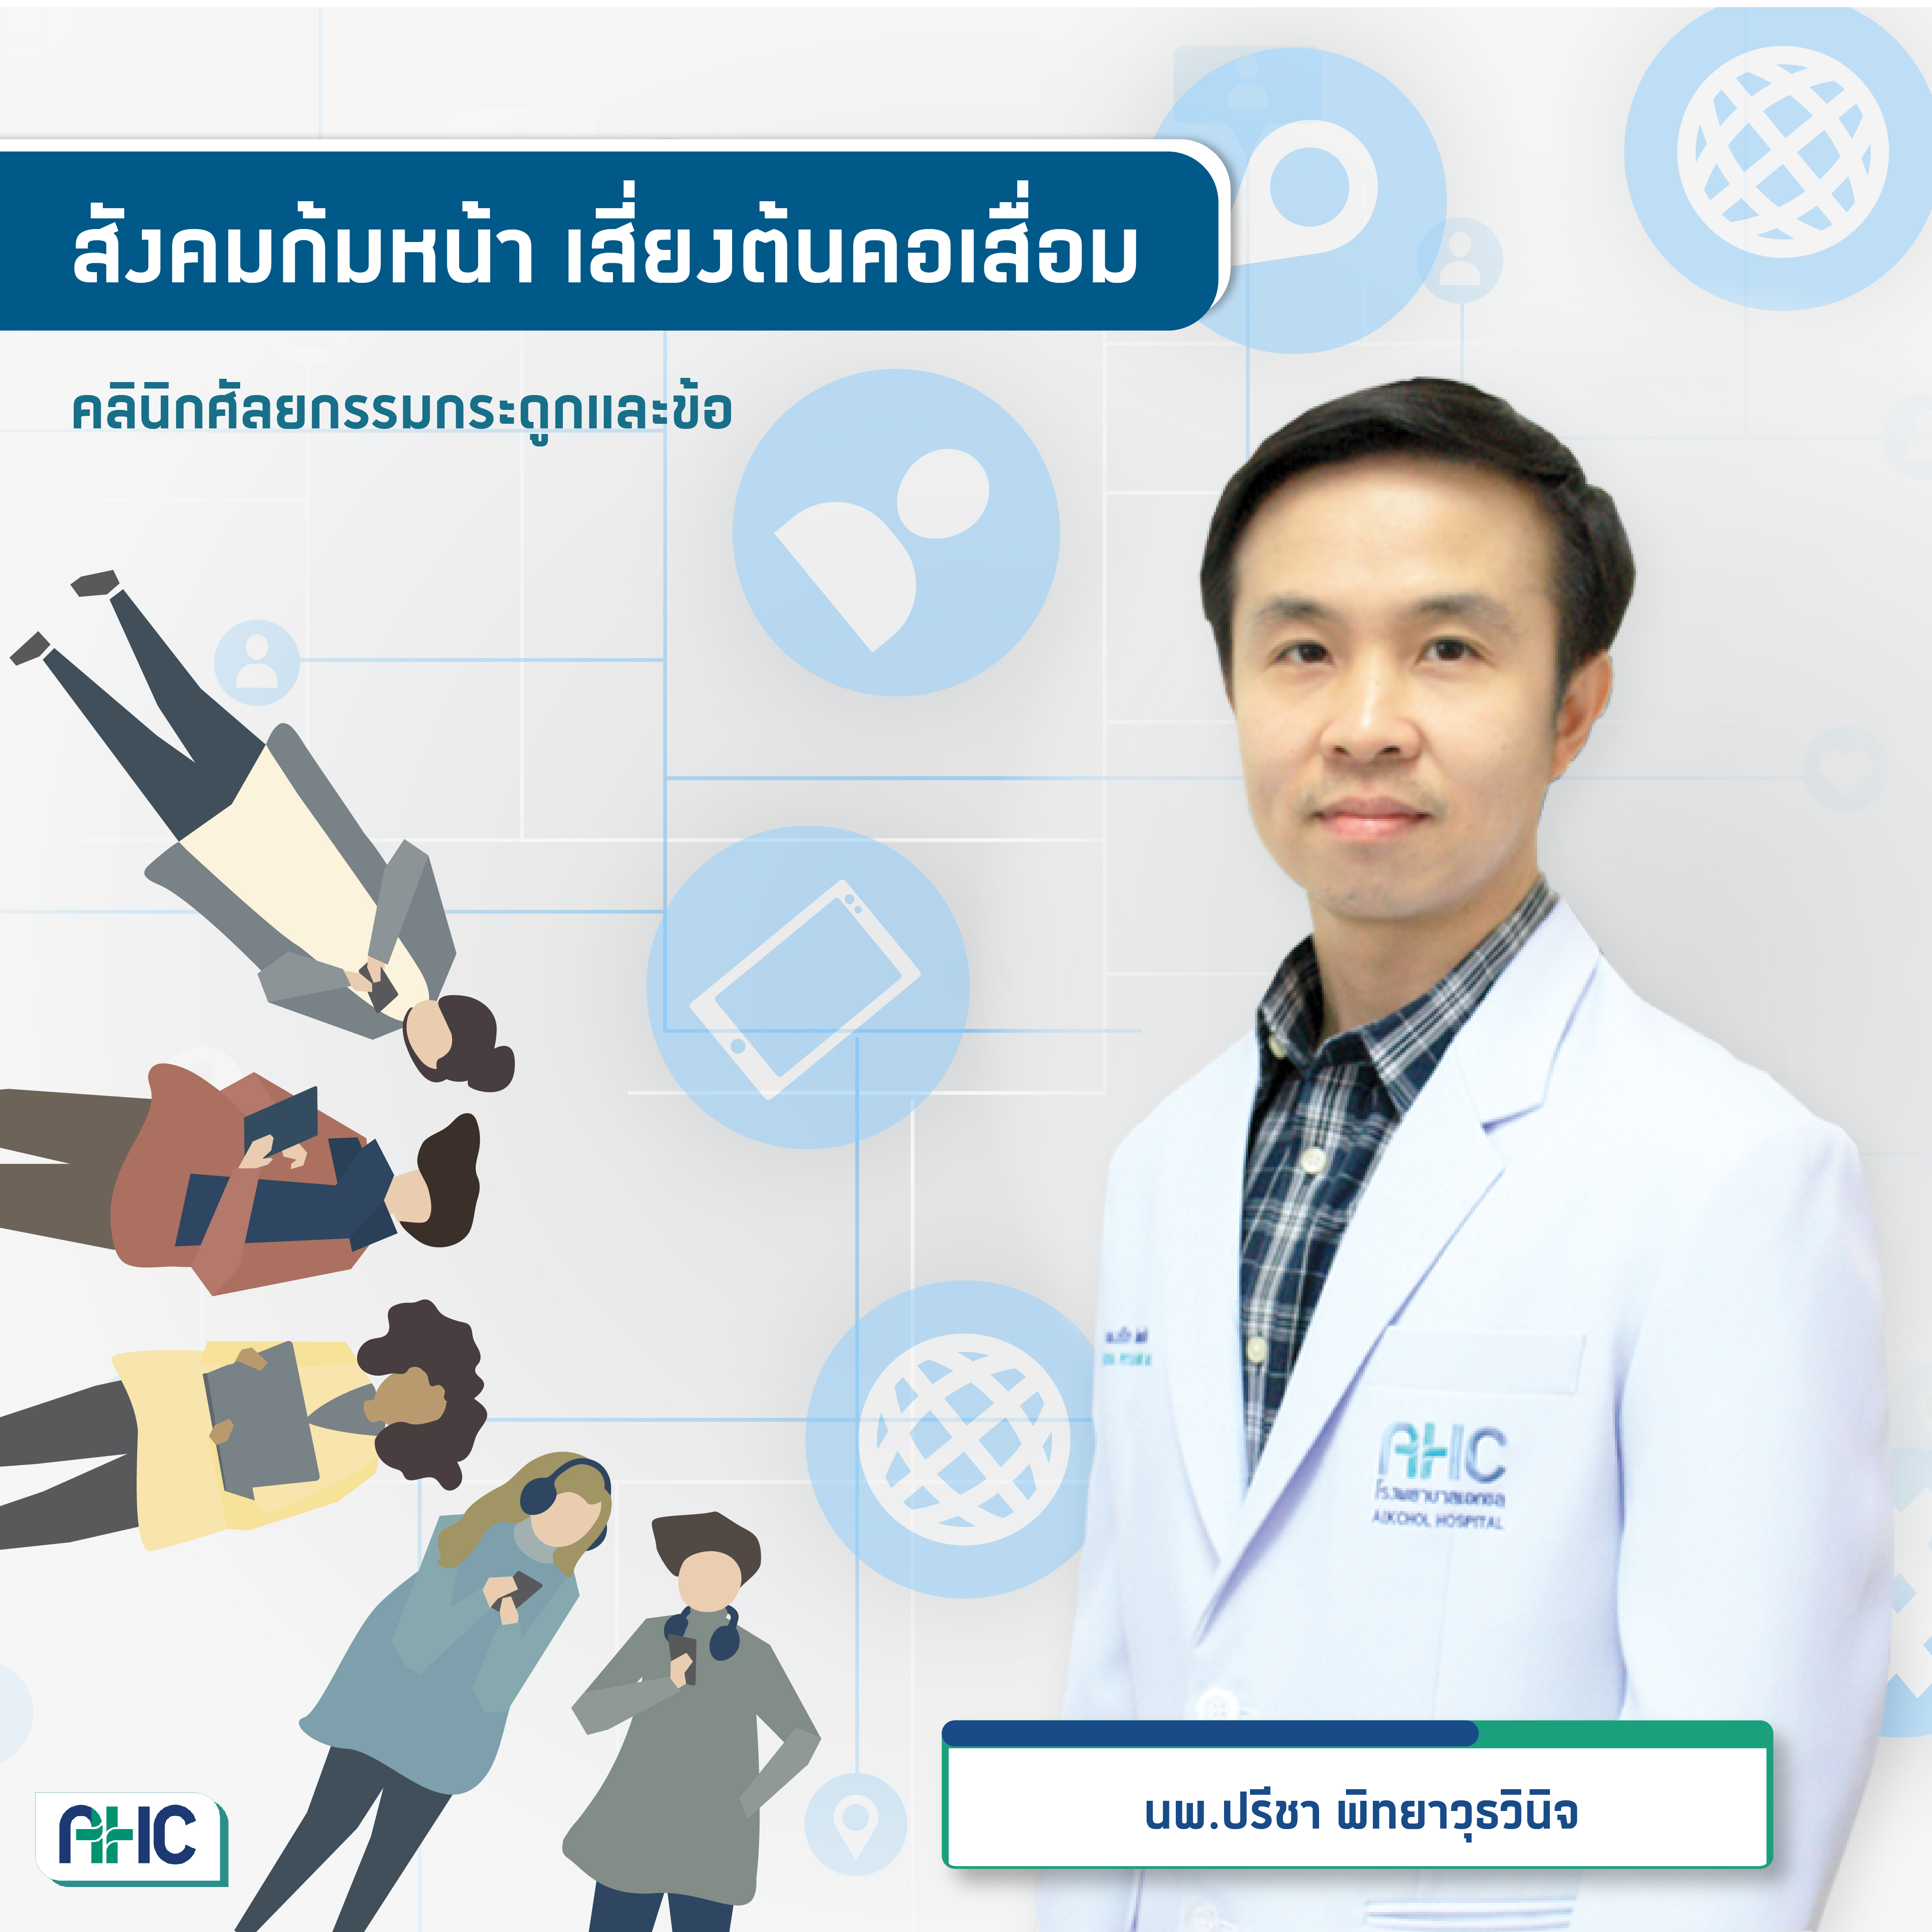 สังคมก้มหน้า เสี่ยงต้นคอเสื่อม
คลินิกศัลยกรรมกระดูกและข้อ
AHC
โรงพยาบาลเอกชล
AIKCHOL HOSPITAL
นพ.ปรีชา พิทยาวุธวินิจ
AHC